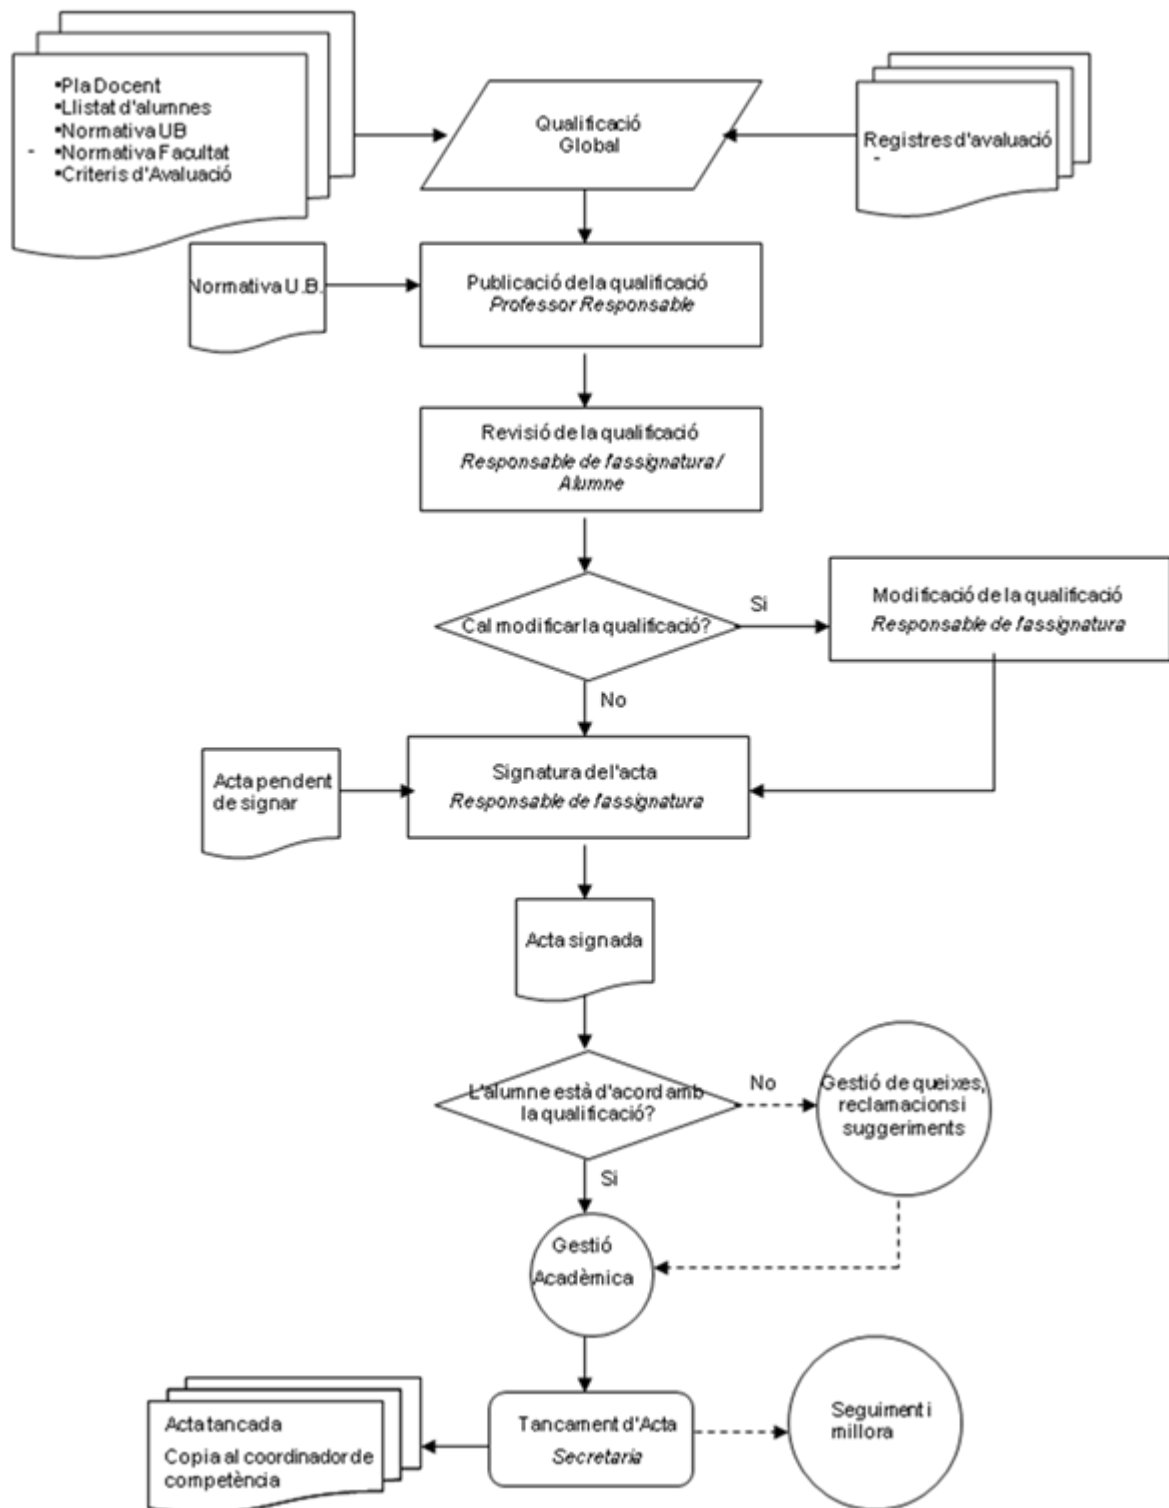 ▪Pla Docent
▪Llistat d'alumnes
▪Normativa UB
- ▪Normativa Facultat
▪Criteris d'Avaluació
Qualificació
Global
Registres d'avaluació
-
Normativa U.B.
Publicació de la qualificació
Professor Responsable
Revisió de la qualificació
Responsable de l'assignatura/
Alumne
Cal modificar la qualificació?
Si
Modificació de la qualificació
Responsable de l'assignatura
No
Acta pendent
de signar
Signatura de l'acta
Responsable de l'assignatura
Acta signada
L'alumne està d'acord amb
la qualificació?
No
Gestió de queixes,
reclamacions i
suggeriments
Si
Gestió
Acadèmica
Acta tancada
Copia al coordinador de
competència
Tancament d'Acta
Secretaria
Seguiment i
millora